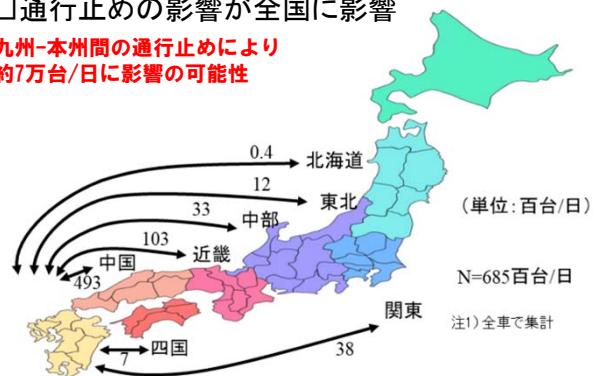 □通行止めの影響が全国に影響
九州-本州間の通行止めにより
約7万台/日に影響の可能性
0.4
北海道
12
東北
33
中部
(単位:百台/日)
103
近畿
中国
493
N=685百台/日
関東
注1)全車で集計
四国
7
38